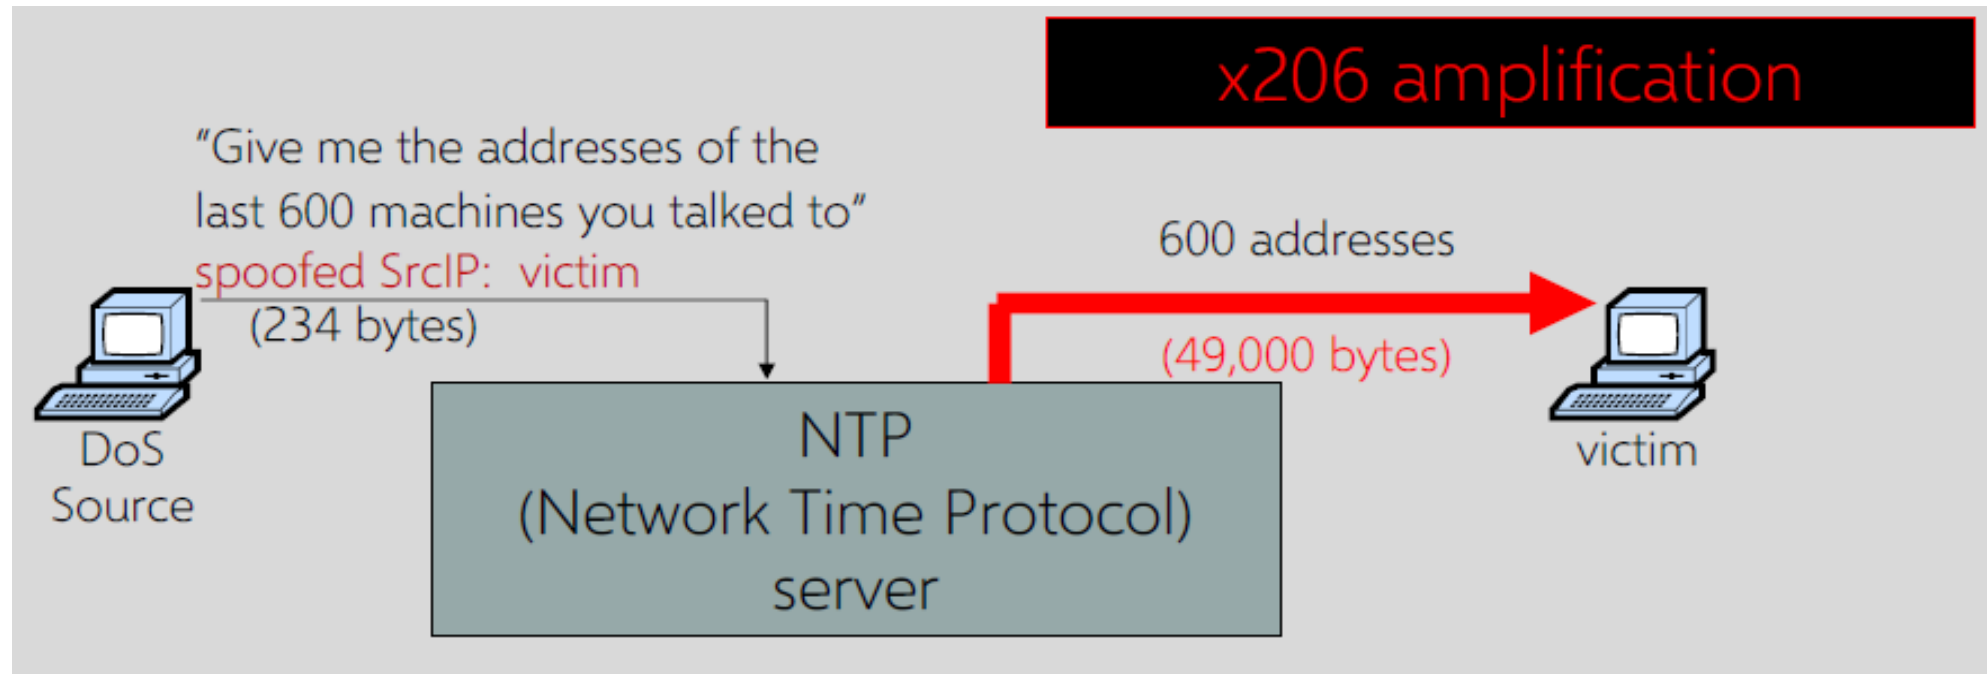 x206 amplification
"Give me the addresses of the
last 600 machines you talked to"
spoofed SrcIP: victim
(234 bytes)
600 addresses
(49,000 bytes)
DoS
Source
NTP
(Network Time Protocol)
server
victim